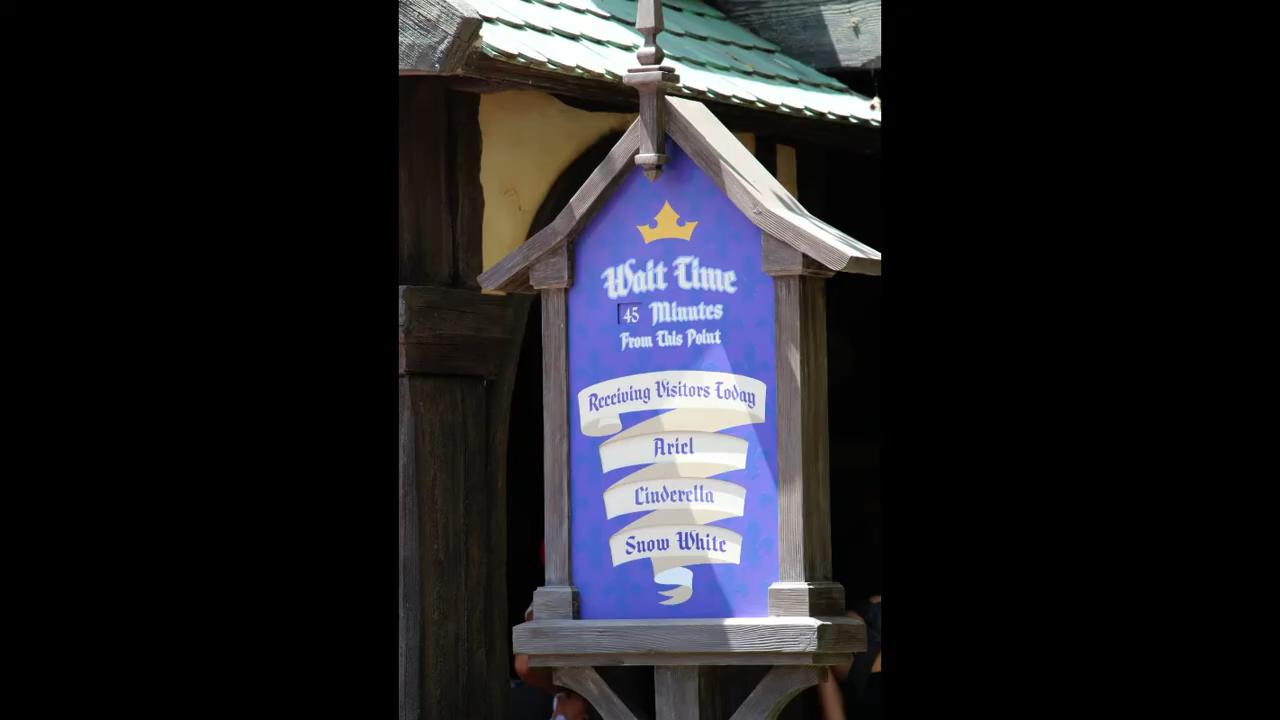 Wait Time
45 Minutes
From This Point
Receiving Visitors Today
Ariel
Cinderella
Snow White